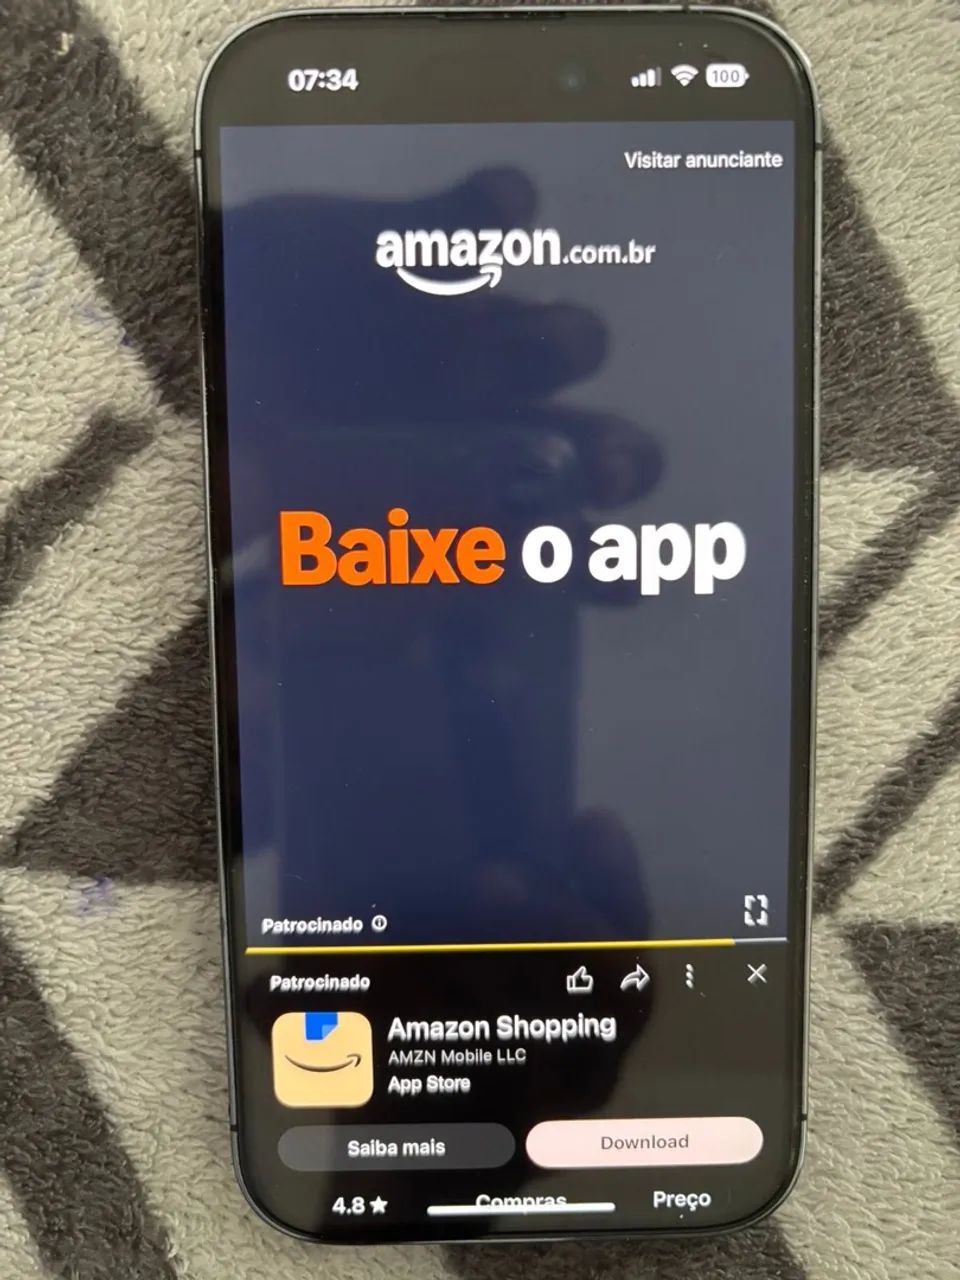 07:34
100
Visitar anunciante
amazon.com.br
Baixe o app
Patrocinado
Patrocinado
Amazon Shopping
AMZN Mobile LLC
App Store
Saiba mais
Download
4.8 ★
Compras
Preço